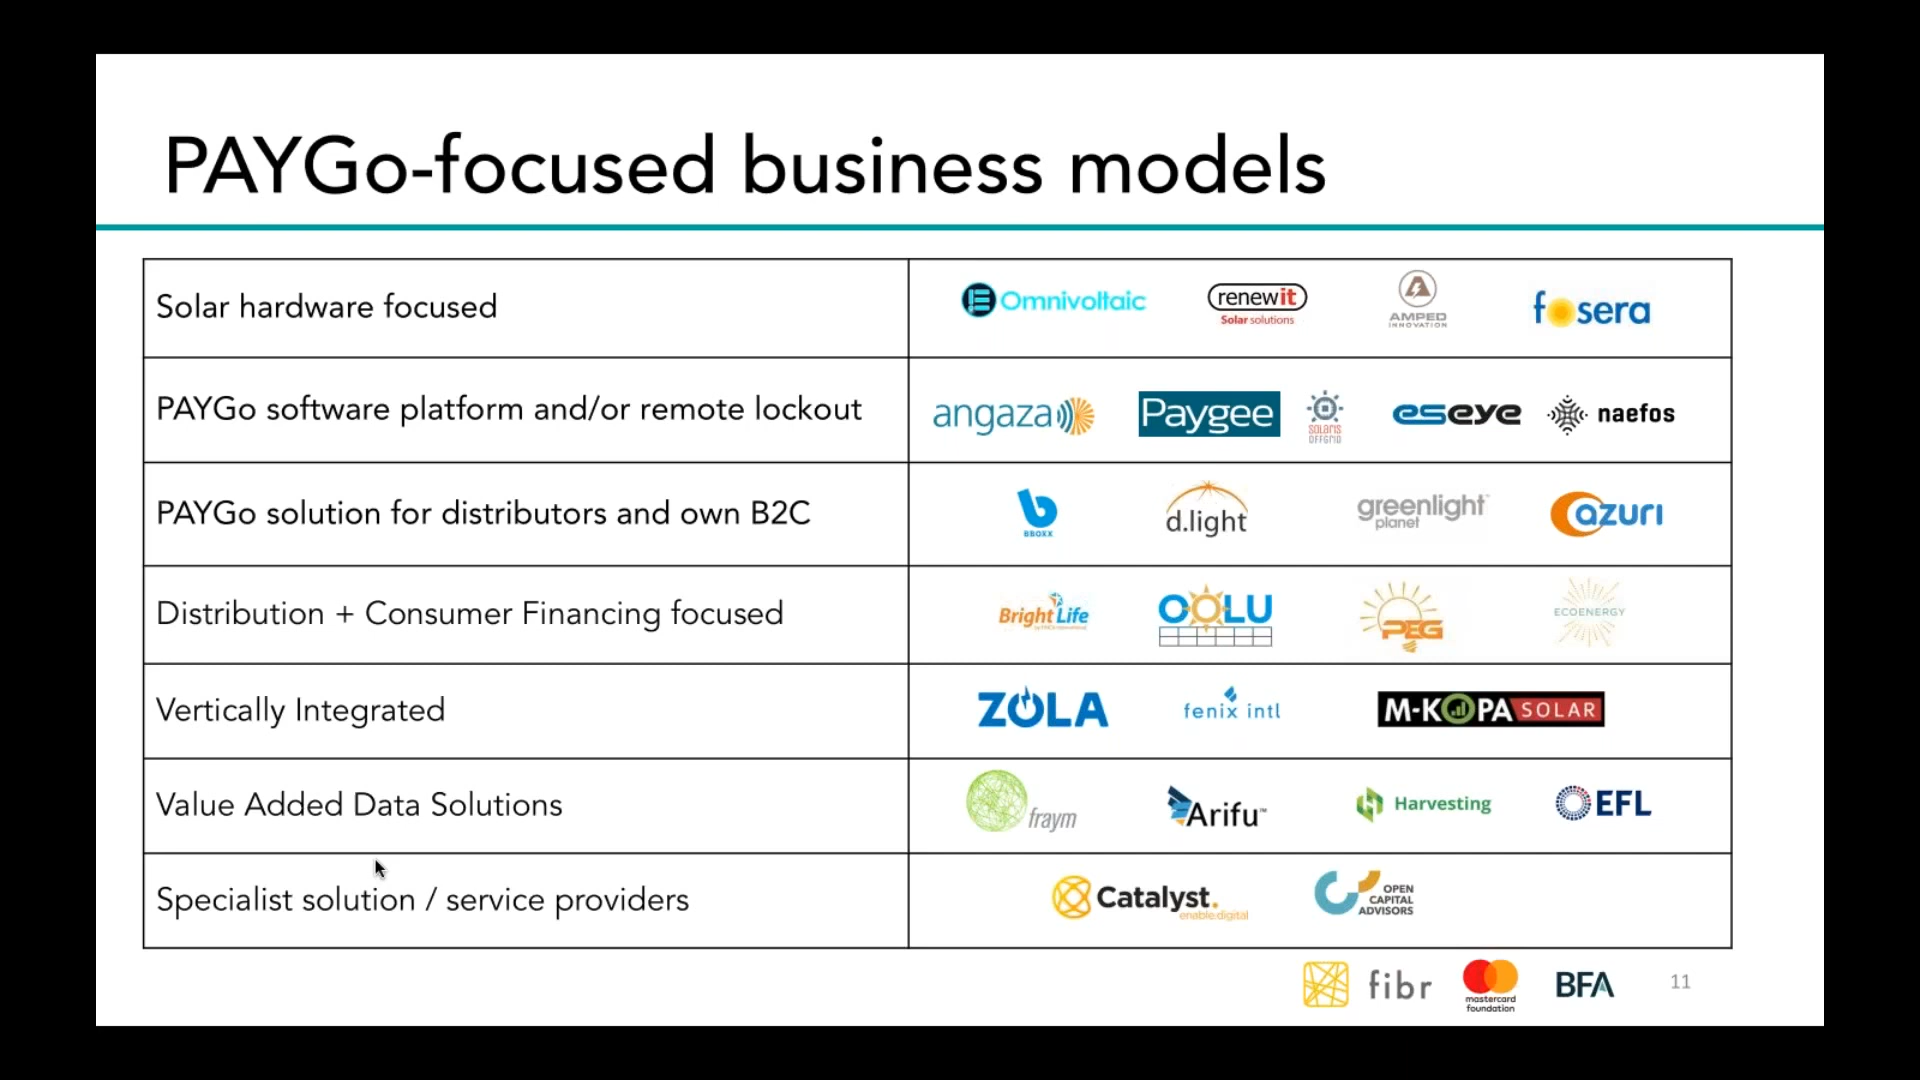 PAYGo-focused business models
Solar hardware focused
Omnivoltaic
renewit
Solar solutions
AMPED
INNOVATION
fosera
PAYGo software platform and/or remote lockout
angaza
Paygee
SOLARIS
OFFGRID
eseye
naefos
PAYGo solution for distributors and own B2C
BBOXX
d.light
greenlight
planet
azuri
Distribution + Consumer Financing focused
BrightLife
OOLU
PEG
ECOENERGY
Vertically Integrated
ZOLA
fenix intl
M-KOPA SOLAR
Value Added Data Solutions
fraym
Arifu™
Harvesting
EFL
Specialist solution / service providers
Catalyst.
enable.digital
OPEN
CAPITAL
ADVISORS
fibr
mastercard
foundation
BFA
11